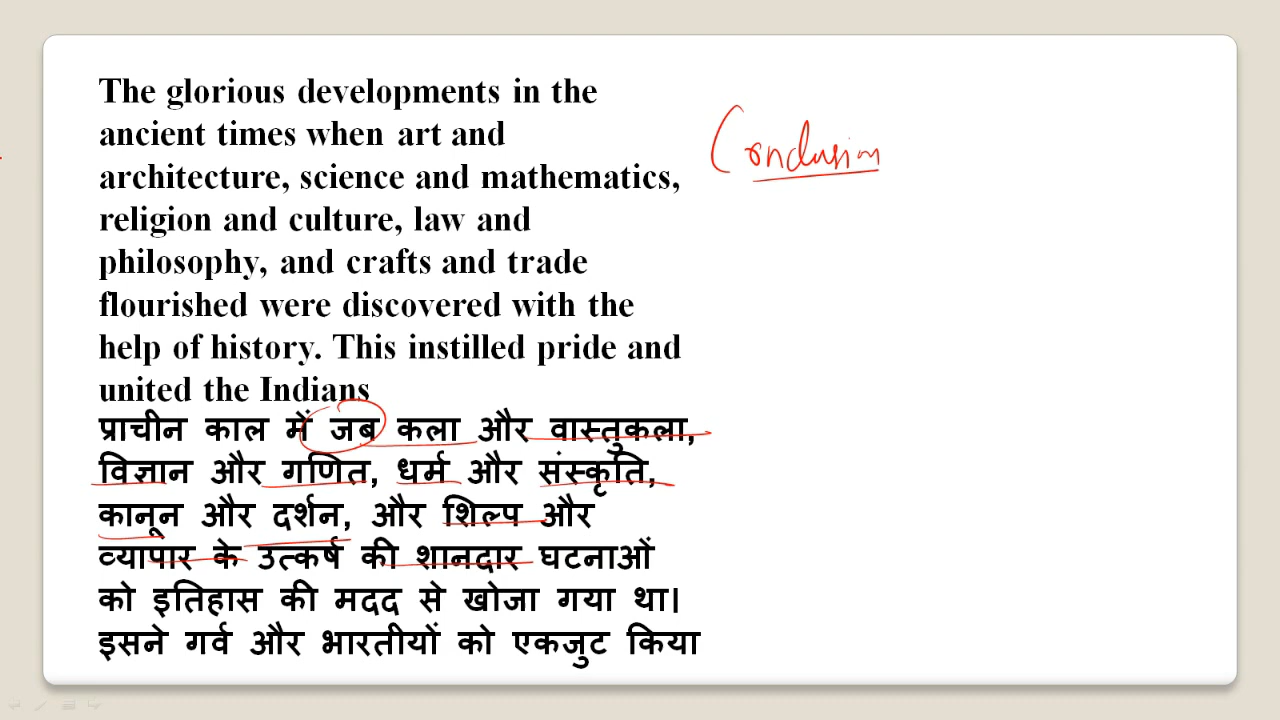 The glorious developments in the
ancient times when art and
architecture, science and mathematics,
religion and culture, law and
philosophy, and crafts and trade
flourished were discovered with the
help of history. This instilled pride and
united the Indians
प्राचीन काल में जब कला और वास्तुकला,
विज्ञान और गणित, धर्म और संस्कृति,
कानून और दर्शन, और शिल्प और
व्यापार के उत्कर्ष की शानदार घटनाओं
को इतिहास की मदद से खोजा गया था।
इसने गर्व और भारतीयों को एकजुट किया
Conclusion